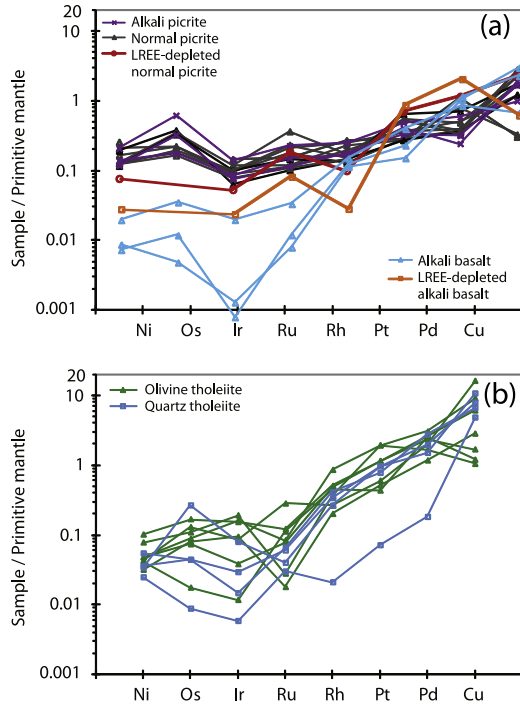 (a)
Alkali picrite
Normal picrite
LREE-depleted
normal picrite
20
10
1
0.1
0.01
0.001
Sample / Primitive mantle
Alkali basalt
LREE-depleted
alkali basalt
Ni Os Ir Ru Rh Pt Pd Cu
(b)
Olivine tholeiite
Quartz tholeiite
20
10
1
0.1
0.01
0.001
Sample / Primitive mantle
Ni Os Ir Ru Rh Pt Pd Cu